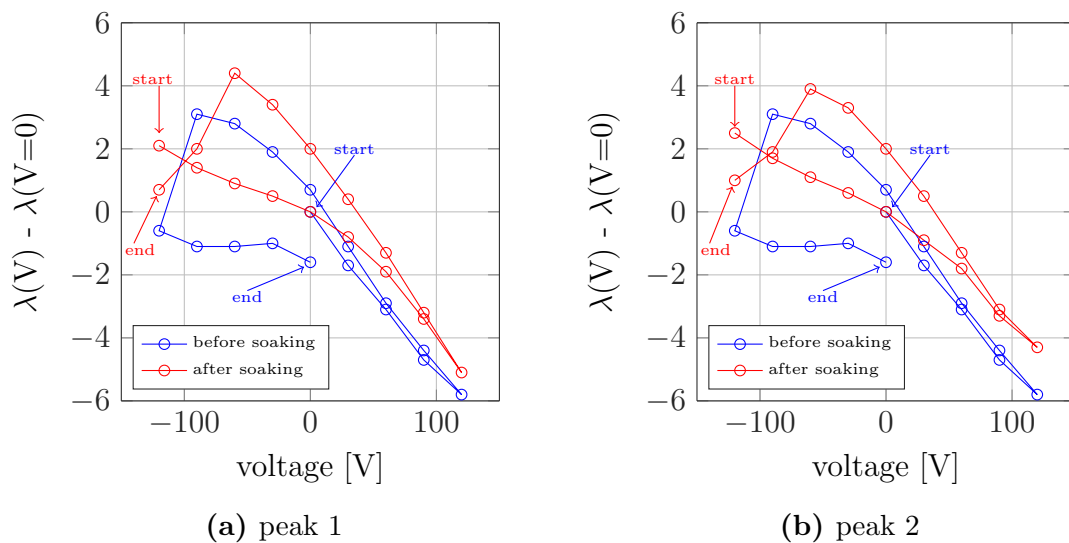 6
4
2
0
−2
−4
−6
−100
0
100
λ(V) - λ(V=0)
voltage [V]
start
start
end
end
before soaking
after soaking
(a) peak 1
6
4
2
0
−2
−4
−6
−100
0
100
λ(V) - λ(V=0)
voltage [V]
start
start
end
end
before soaking
after soaking
(b) peak 2